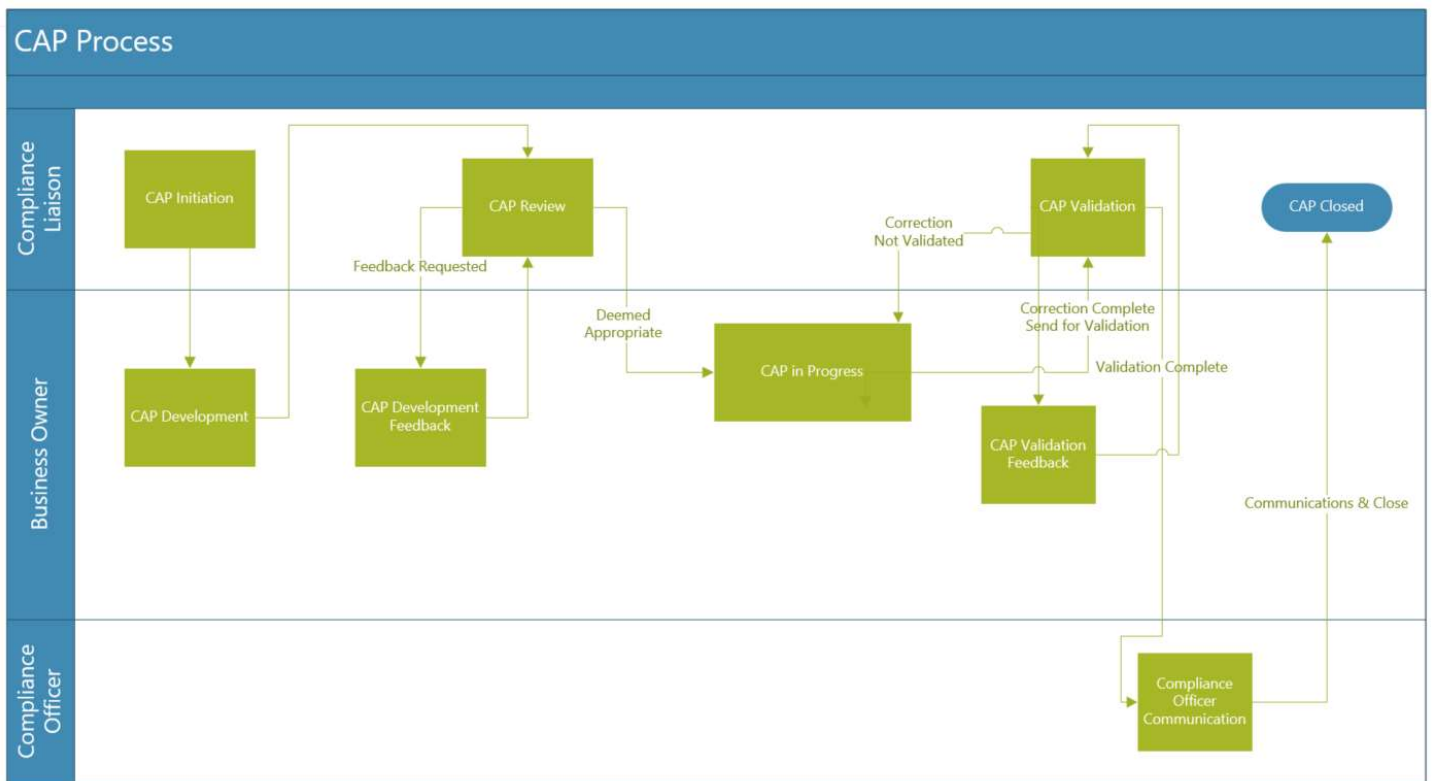 CAP Process
Compliance
Liaison
CAP Initiation
CAP Review
CAP Validation
CAP Closed
Correction
Not Validated
Feedback Requested
Business Owner
Deemed
Appropriate
Correction Complete
Send for Validation
CAP in Progress
Validation Complete
CAP Development
CAP Development
Feedback
CAP Validation
Feedback
Communications & Close
Compliance
Officer
Compliance
Officer
Communication